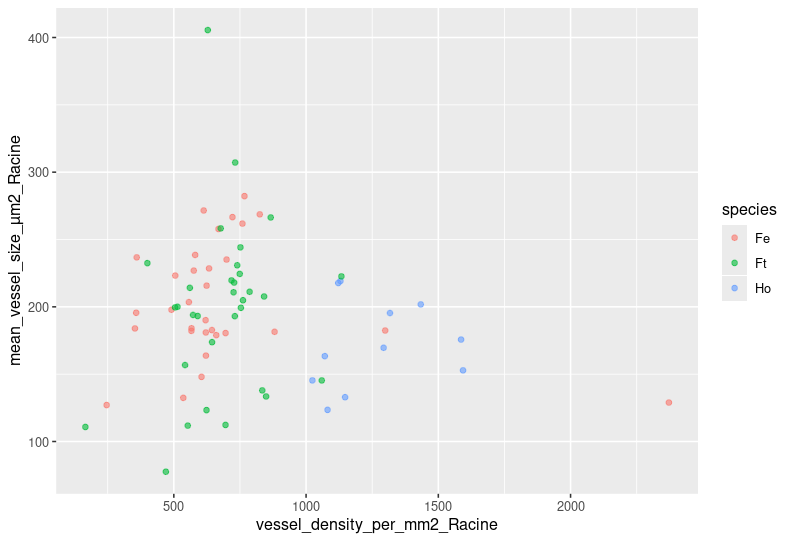 400
300
200
100
mean_vessel_size_µm2_Racine
500
1000
1500
2000
vessel_density_per_mm2_Racine
species
Fe
Ft
Ho